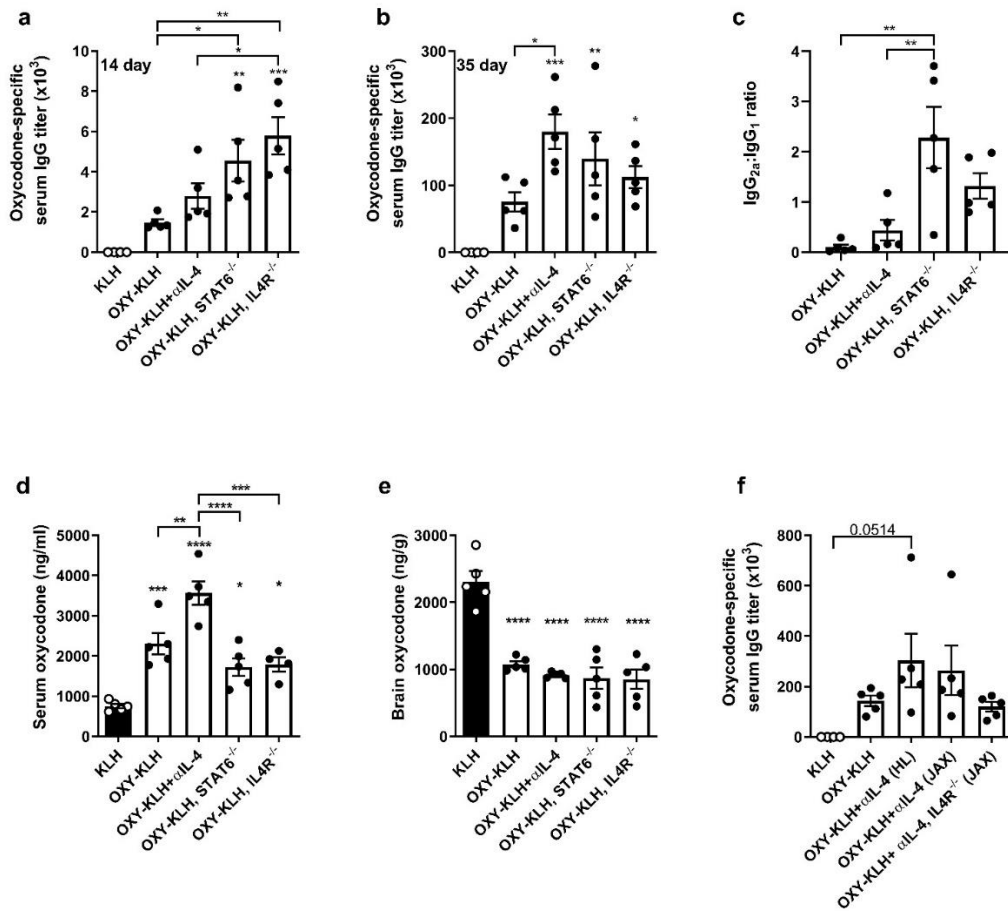 a
**
*
*
14 day
**
***
Oxycodone-specific
serum IgG titer (x10³)
10
8
6
4
2
0
KLH
OXY-KLH
OXY-KLH+αIL-4
OXY-KLH, STAT6⁻/⁻
OXY-KLH, IL4R⁻/⁻
b
*
35 day
***
**
*
Oxycodone-specific
serum IgG titer (x10³)
300
200
100
0
KLH
OXY-KLH
OXY-KLH+αIL-4
OXY-KLH, STAT6⁻/⁻
OXY-KLH, IL4R⁻/⁻
c
**
**
IgG₂ₐ:IgG₁ ratio
4
3
2
1
0
OXY-KLH
OXY-KLH+αIL-4
OXY-KLH, STAT6⁻/⁻
OXY-KLH, IL4R⁻/⁻
d
***
****
**
****
***
*
*
Serum oxycodone (ng/ml)
5000
4000
3000
2000
1000
0
KLH
OXY-KLH
OXY-KLH+αIL-4
OXY-KLH, STAT6⁻/⁻
OXY-KLH, IL4R⁻/⁻
e
****
****
****
****
Brain oxycodone (ng/g)
3000
2000
1000
0
KLH
OXY-KLH
OXY-KLH+αIL-4
OXY-KLH, STAT6⁻/⁻
OXY-KLH, IL4R⁻/⁻
f
0.0514
Oxycodone-specific
serum IgG titer (x10³)
800
600
400
200
0
KLH
OXY-KLH
OXY-KLH+αIL-4 (HL)
OXY-KLH+αIL-4 (JAX)
OXY-KLH+ αIL-4, IL4R⁻/⁻ (JAX)